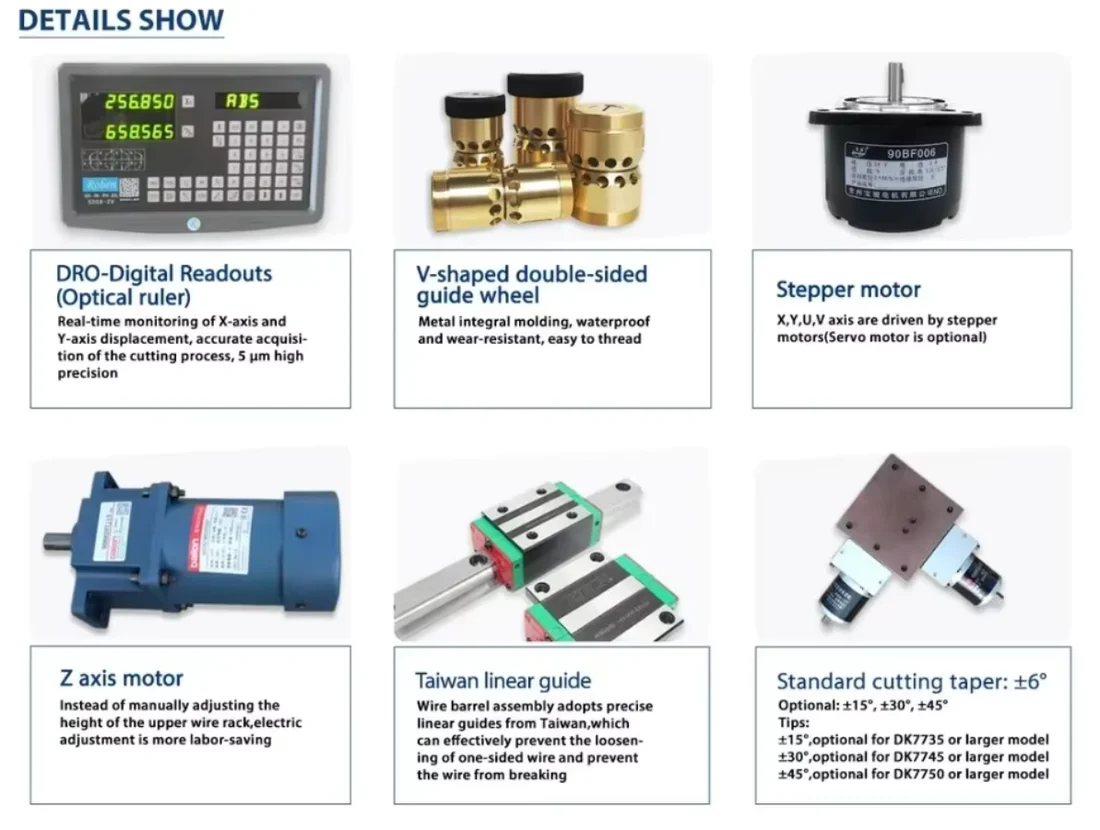 DETAILS SHOW
256.850
ABS
658.565
90BF006
DRO-Digital Readouts
(Optical ruler)
Real-time monitoring of X-axis and
Y-axis displacement, accurate acquisi-
tion of the cutting process, 5 μm high
precision
V-shaped double-sided
guide wheel
Metal integral molding, waterproof
and wear-resistant, easy to thread
Stepper motor
X,Y,U,V axis are driven by stepper
motors(Servo motor is optional)
Z axis motor
Instead of manually adjusting the
height of the upper wire rack,electric
adjustment is more labor-saving
Taiwan linear guide
Wire barrel assembly adopts precise
linear guides from Taiwan,which
can effectively prevent the loosen-
ing of one-sided wire and prevent
the wire from breaking
Standard cutting taper: ±6°
Optional: ±15°, ±30°, ±45°
Tips:
±15°,optional for DK7735 or larger model
±30°,optional for DK7745 or larger model
±45°,optional for DK7750 or larger model